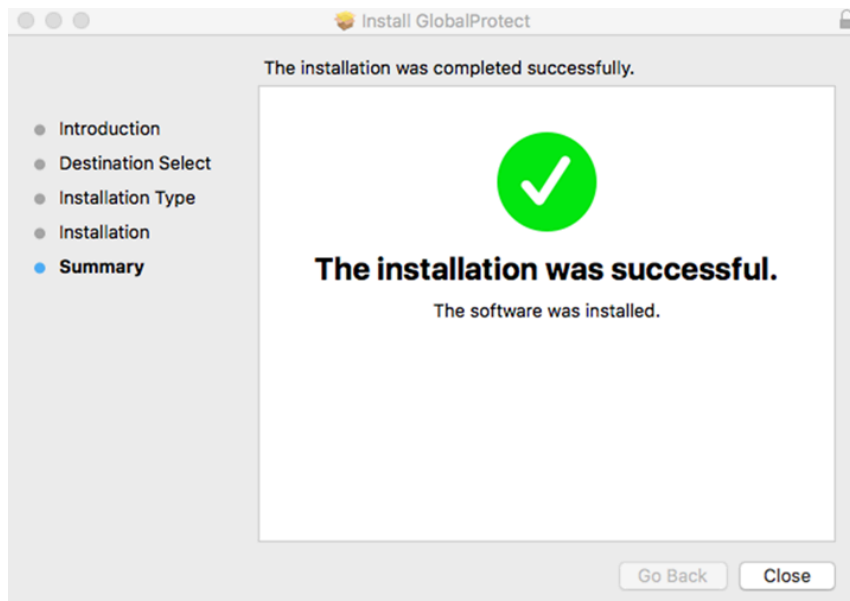 Install GlobalProtect
The installation was completed successfully.
Introduction
Destination Select
Installation Type
Installation
Summary
The installation was successful.
The software was installed.
Go Back
Close